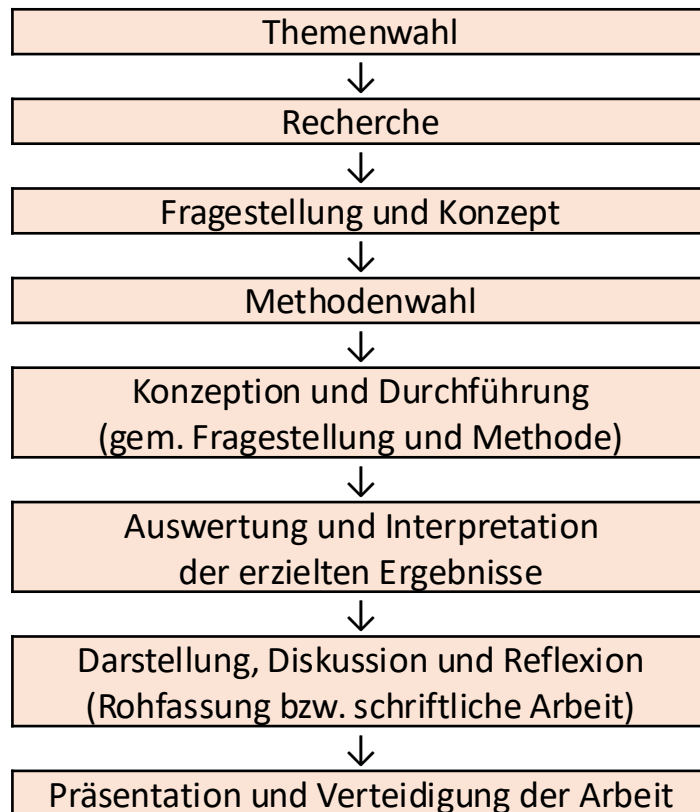 Themenwahl
↓
Recherche
↓
Fragestellung und Konzept
↓
Methodenwahl
↓
Konzeption und Durchführung
(gem. Fragestellung und Methode)
↓
Auswertung und Interpretation
der erzielten Ergebnisse
↓
Darstellung, Diskussion und Reflexion
(Rohfassung bzw. schriftliche Arbeit)
↓
Präsentation und Verteidigung der Arbeit